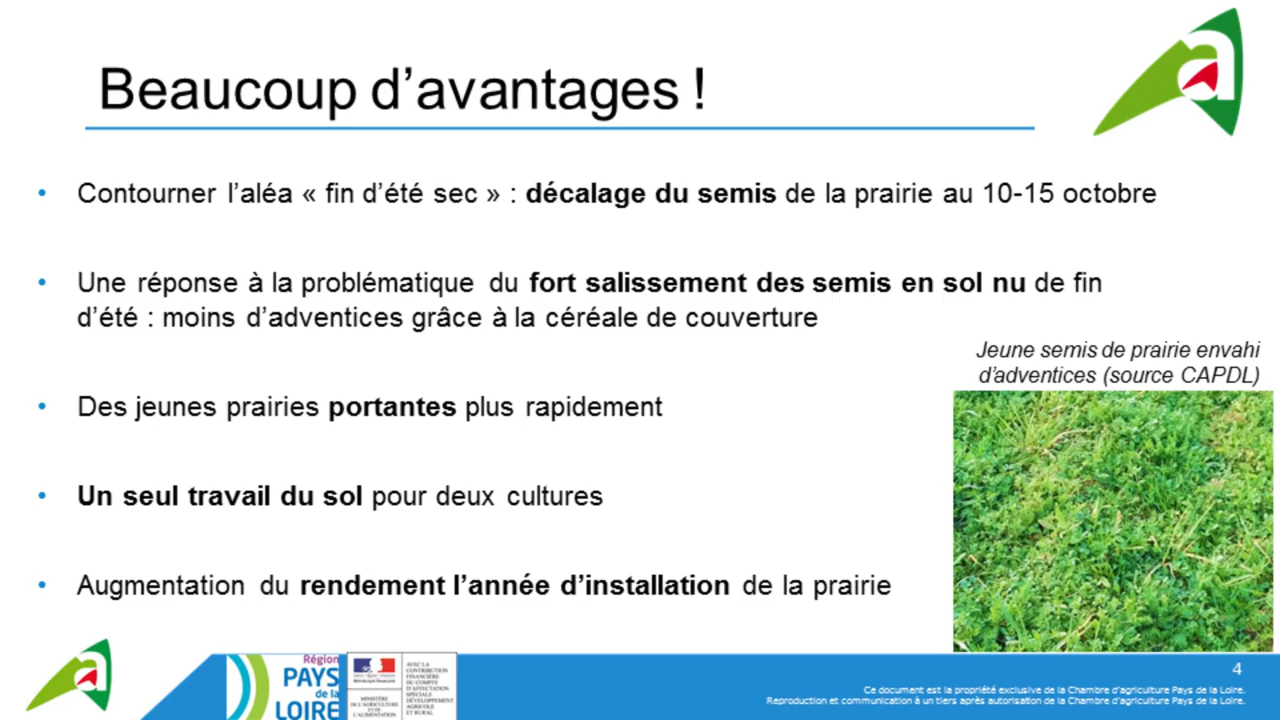 Beaucoup d’avantages !
• Contourner l’aléa « fin d’été sec » : décalage du semis de la prairie au 10-15 octobre
• Une réponse à la problématique du fort salissement des semis en sol nu de fin
d’été : moins d’adventices grâce à la céréale de couverture
Jeune semis de prairie envahi
d’adventices (source CAPDL)
• Des jeunes prairies portantes plus rapidement
• Un seul travail du sol pour deux cultures
• Augmentation du rendement l’année d’installation de la prairie
Région
PAYS
de la
LOIRE
MINISTÈRE
DE L’AGRICULTURE
ET DE
L’ALIMENTATION
AVEC LA
CONTRIBUTION
FINANCIÈRE
DU COMPTE
D’AFFECTATION
SPÉCIALE
DÉVELOPPEMENT
AGRICOLE
ET RURAL
4
Ce document est la propriété exclusive de la Chambre d’agriculture Pays de la Loire.
Reproduction et communication à un tiers après autorisation de la Chambre d’agriculture Pays de la Loire.